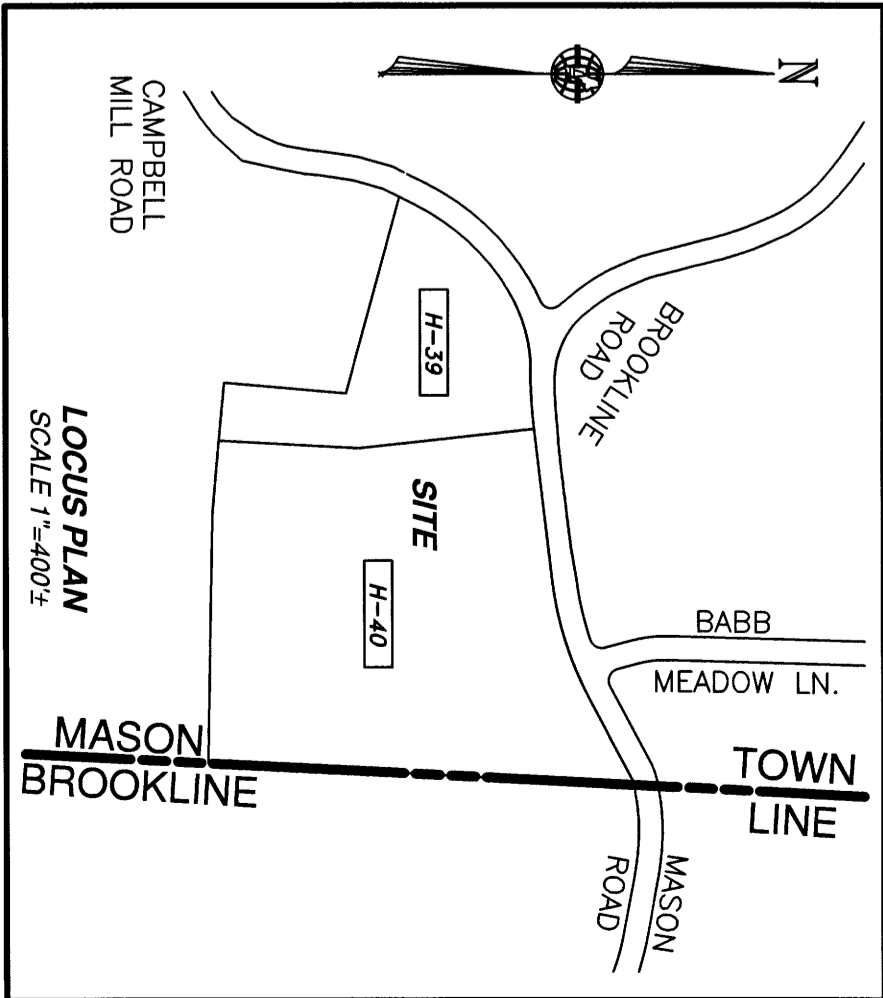 N
CAMPBELL
MILL ROAD
BROOKLINE
ROAD
H-39
SITE
H-40
BABB
MEADOW LN.
MASON
BROOKLINE
TOWN
LINE
MASON
ROAD
LOCUS PLAN
SCALE 1"=400'±